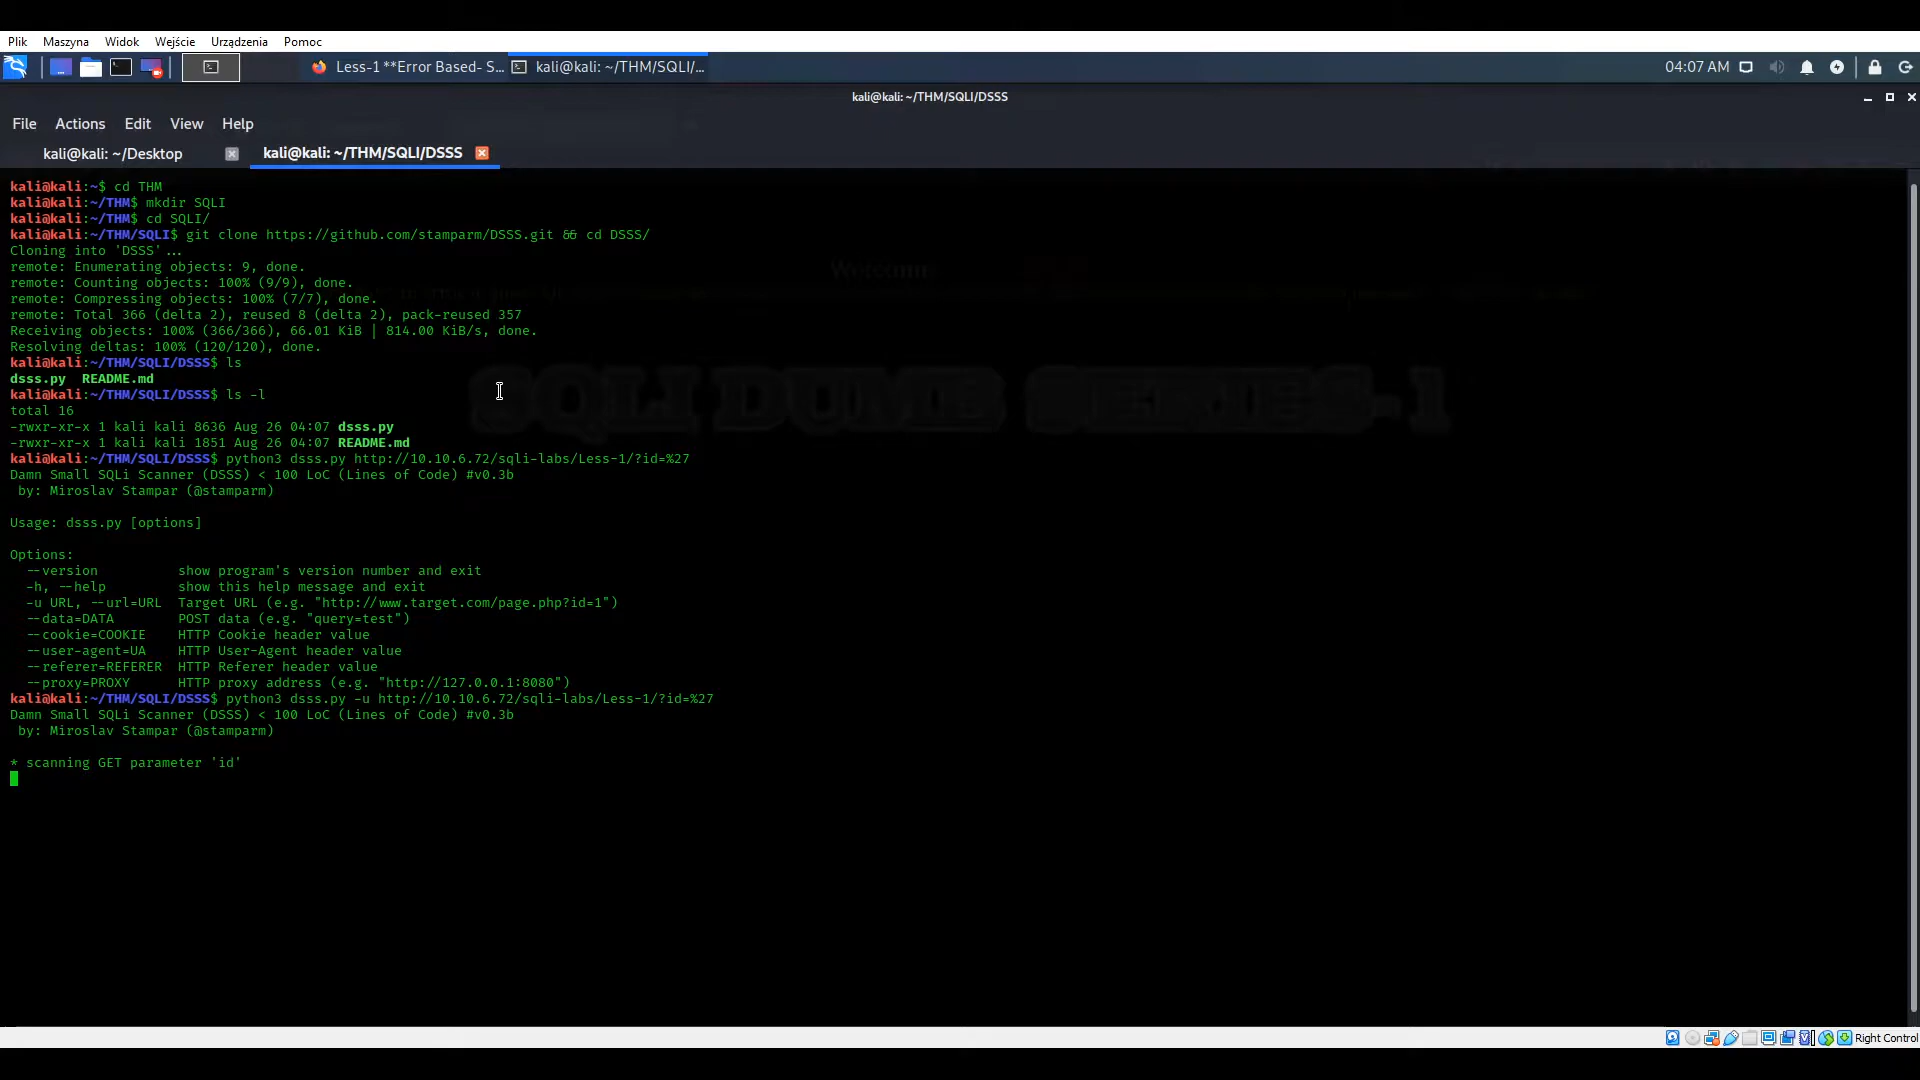 Plik Maszyna Widok Wejście Urządzenia Pomoc
Less-1 **Error Based- S... kali@kali: ~/THM/SQLI/... 04:07 AM
kali@kali: ~/THM/SQLI/DSSS
File Actions Edit View Help
kali@kali: ~/Desktop kali@kali: ~/THM/SQLI/DSSS
kali@kali:~$ cd THM
kali@kali:~/THM$ mkdir SQLI
kali@kali:~/THM$ cd SQLI/
kali@kali:~/THM/SQLI$ git clone https://github.com/stamparm/DSSS.git && cd DSSS/
Cloning into 'DSSS'...
remote: Enumerating objects: 9, done.
remote: Counting objects: 100% (9/9), done.
remote: Compressing objects: 100% (7/7), done.
remote: Total 366 (delta 2), reused 8 (delta 2), pack-reused 357
Receiving objects: 100% (366/366), 66.01 KiB | 814.00 KiB/s, done.
Resolving deltas: 100% (120/120), done.
kali@kali:~/THM/SQLI/DSSS$ ls
dsss.py README.md
kali@kali:~/THM/SQLI/DSSS$ ls -l
total 16
-rwxr-xr-x 1 kali kali 8636 Aug 26 04:07 dsss.py
-rwxr-xr-x 1 kali kali 1851 Aug 26 04:07 README.md
kali@kali:~/THM/SQLI/DSSS$ python3 dsss.py http://10.10.6.72/sqli-labs/Less-1/?id=%27
Damn Small SQLi Scanner (DSSS) < 100 LoC (Lines of Code) #v0.3b
by: Miroslav Stampar (@stamparm)
Usage: dsss.py [options]
Options:
--version show program's version number and exit
-h, --help show this help message and exit
-u URL, --url=URL Target URL (e.g. "http://www.target.com/page.php?id=1")
--data=DATA POST data (e.g. "query=test")
--cookie=COOKIE HTTP Cookie header value
--user-agent=UA HTTP User-Agent header value
--referer=REFERER HTTP Referer header value
--proxy=PROXY HTTP proxy address (e.g. "http://127.0.0.1:8080")
kali@kali:~/THM/SQLI/DSSS$ python3 dsss.py -u http://10.10.6.72/sqli-labs/Less-1/?id=%27
Damn Small SQLi Scanner (DSSS) < 100 LoC (Lines of Code) #v0.3b
by: Miroslav Stampar (@stamparm)
* scanning GET parameter 'id'
Welcome
SQLI DUMB SERIES-1
Right Control